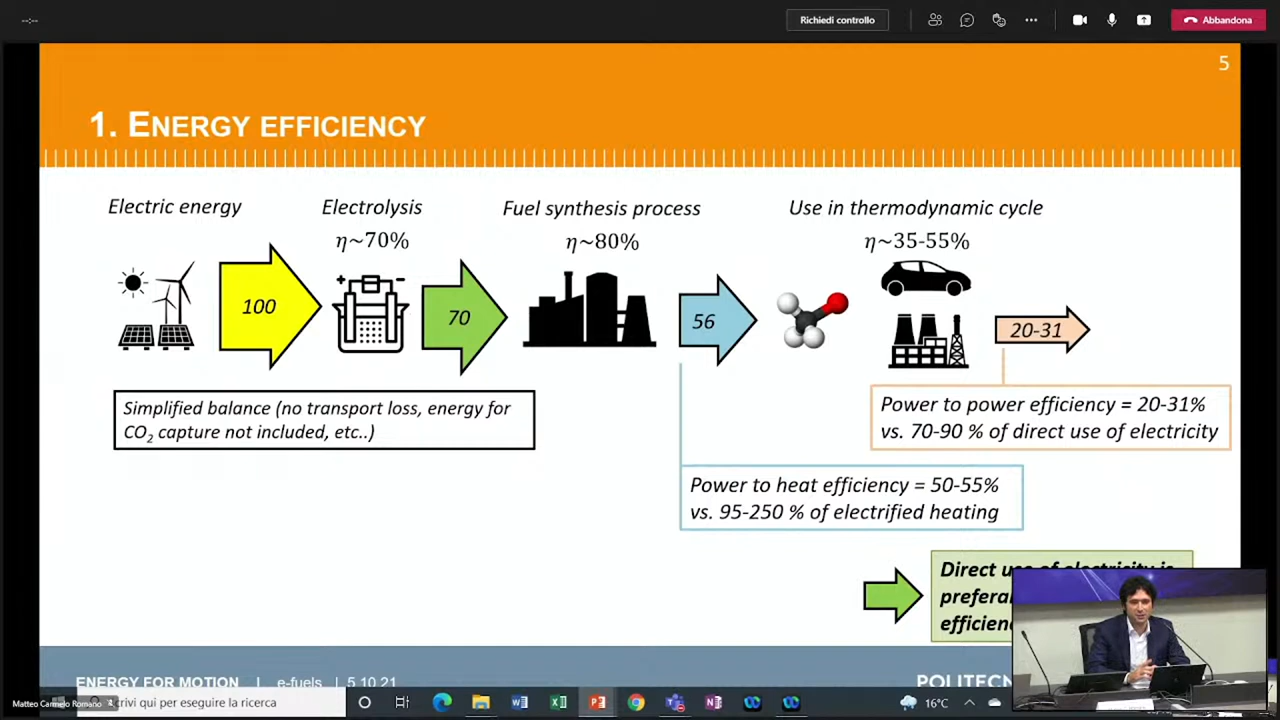 --:--
Richiedi controllo
Abbandona
5
1. ENERGY EFFICIENCY
Electric energy
Electrolysis
η~70%
Fuel synthesis process
η~80%
Use in thermodynamic cycle
η~35-55%
100
70
56
20-31
Simplified balance (no transport loss, energy for
CO2 capture not included, etc..)
Power to power efficiency = 20-31%
vs. 70-90 % of direct use of electricity
Power to heat efficiency = 50-55%
vs. 95-250 % of electrified heating
Direct use of electricity is
ENERGY FOR MOTION | e-fuels | 5.10.21
Matteo Carmelo Romano
crivi qui per eseguire la ricerca
16°C